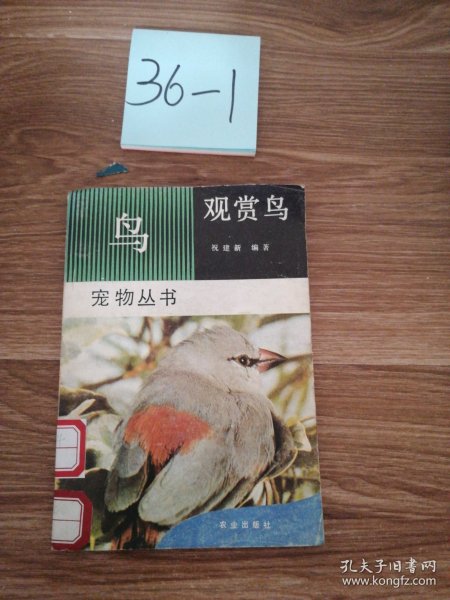 36-1
鸟
观赏鸟
祝建新 编著
宠物丛书
农业出版社
孔夫子旧书网
www.kongfz.com